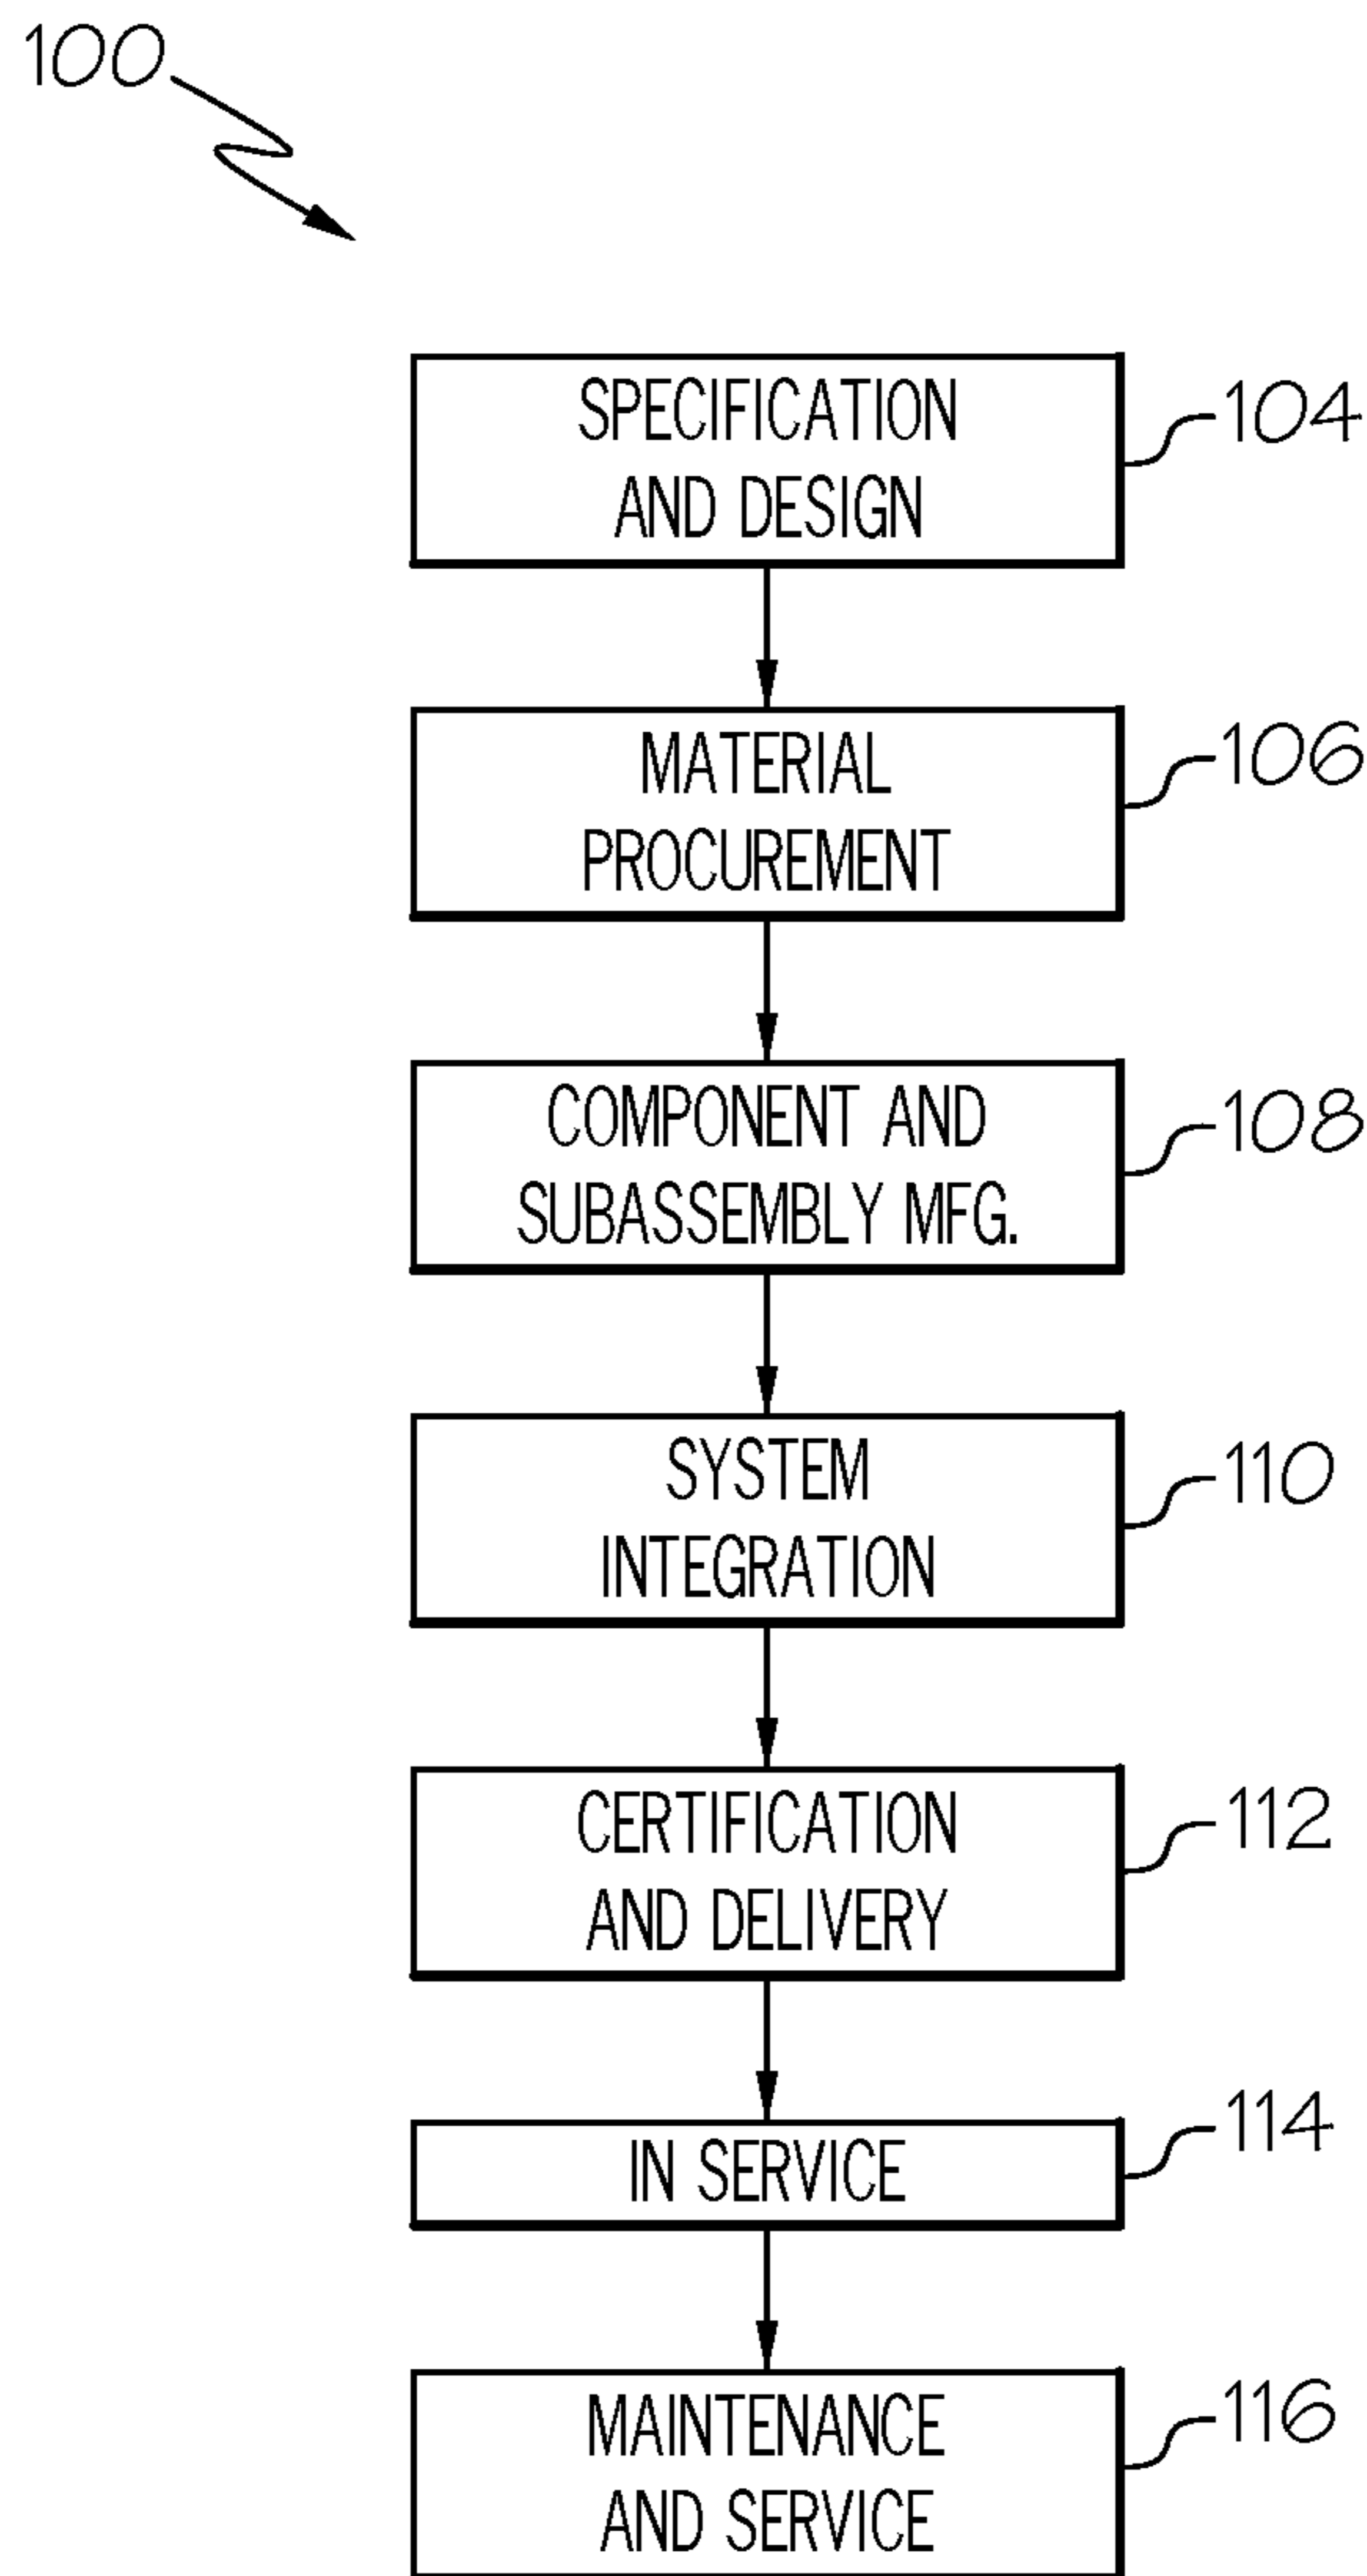 100
SPECIFICATION
AND DESIGN
104
MATERIAL
PROCUREMENT
106
COMPONENT AND
SUBASSEMBLY MFG.
108
SYSTEM
INTEGRATION
110
CERTIFICATION
AND DELIVERY
112
IN SERVICE
114
MAINTENANCE
AND SERVICE
116